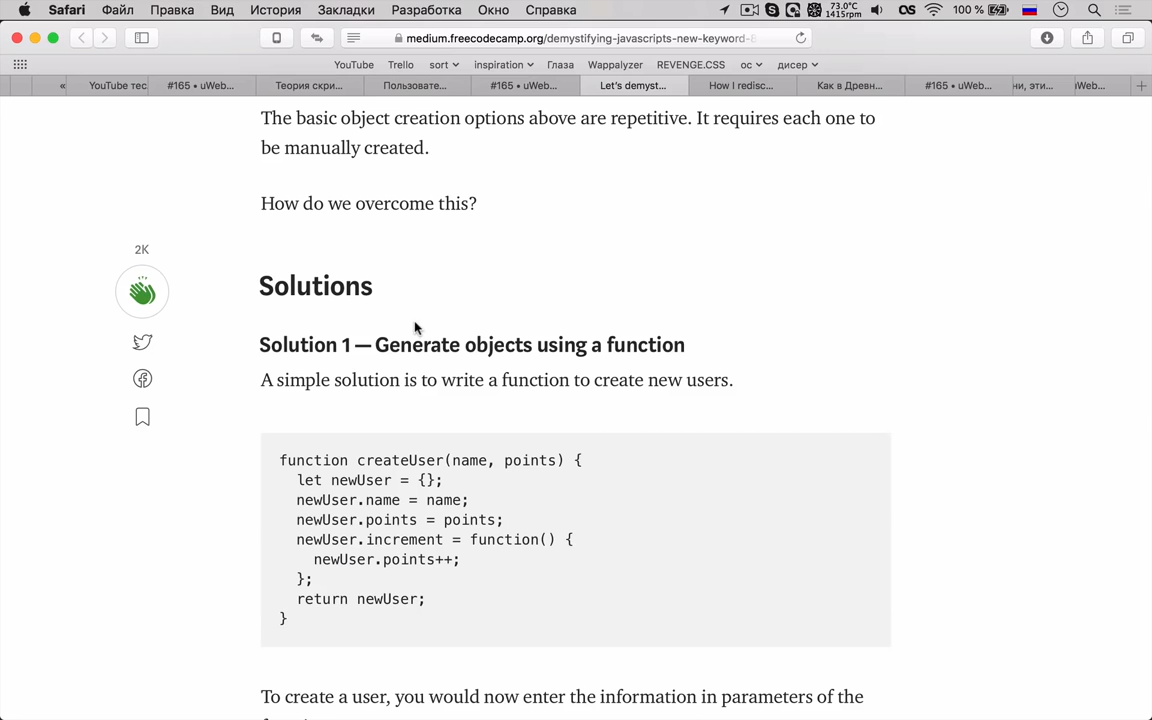 Safari Файл Правка Вид История Закладки Разработка Окно Справка 73.0°C 1415rpm 100 %
medium.freecodecamp.org/demystifying-javascripts-new-keyword-
YouTube Trello sort inspiration Глаза Wappalyzer REVENGE.CSS ос дисер
« YouTube тес #165 • uWeb... Теория скри... Пользовате... #165 • uWeb... Let's demyst... How I redisc... Как в Древн... #165 • uWeb... ни, эти... Web...
The basic object creation options above are repetitive. It requires each one to
be manually created.
How do we overcome this?
2K
Solutions
Solution 1 — Generate objects using a function
A simple solution is to write a function to create new users.
function createUser(name, points) {
let newUser = {};
newUser.name = name;
newUser.points = points;
newUser.increment = function() {
newUser.points++;
};
return newUser;
}
To create a user, you would now enter the information in parameters of the